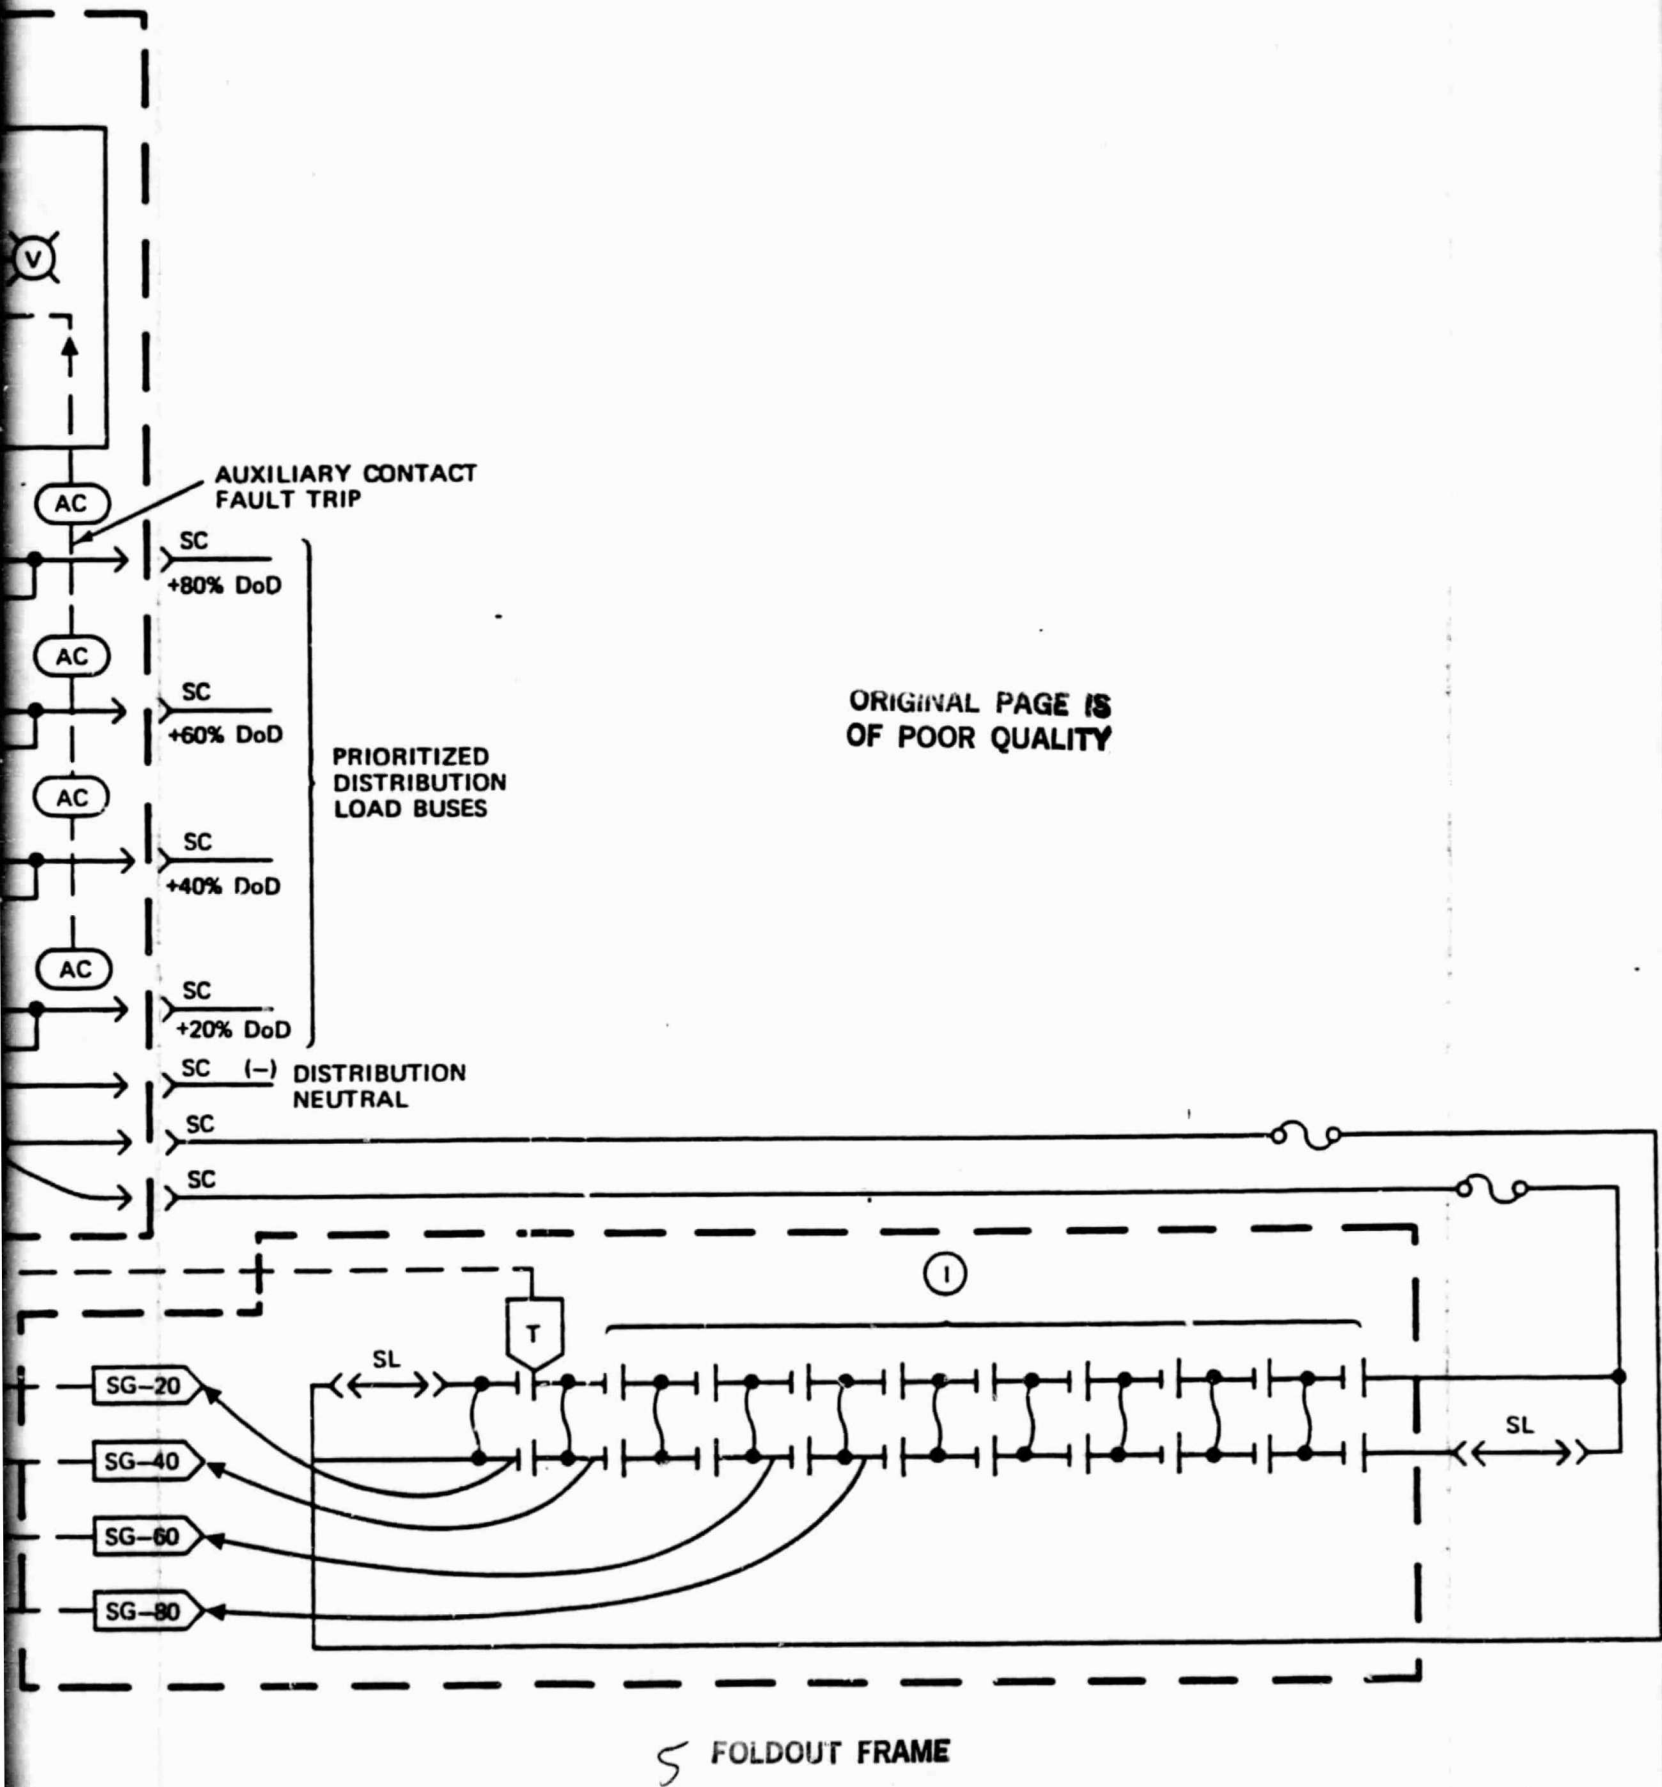 V
AUXILIARY CONTACT
FAULT TRIP
AC
SC
+80% DoD
AC
SC
+60% DoD
ORIGINAL PAGE IS
OF POOR QUALITY
PRIORITIZED
DISTRIBUTION
LOAD BUSES
AC
SC
+40% DoD
AC
SC
+20% DoD
SC (−) DISTRIBUTION
NEUTRAL
SC
SC
I
T
SL
SG–20
SL
SG–40
SG–60
SG–80
5 FOLDOUT FRAME